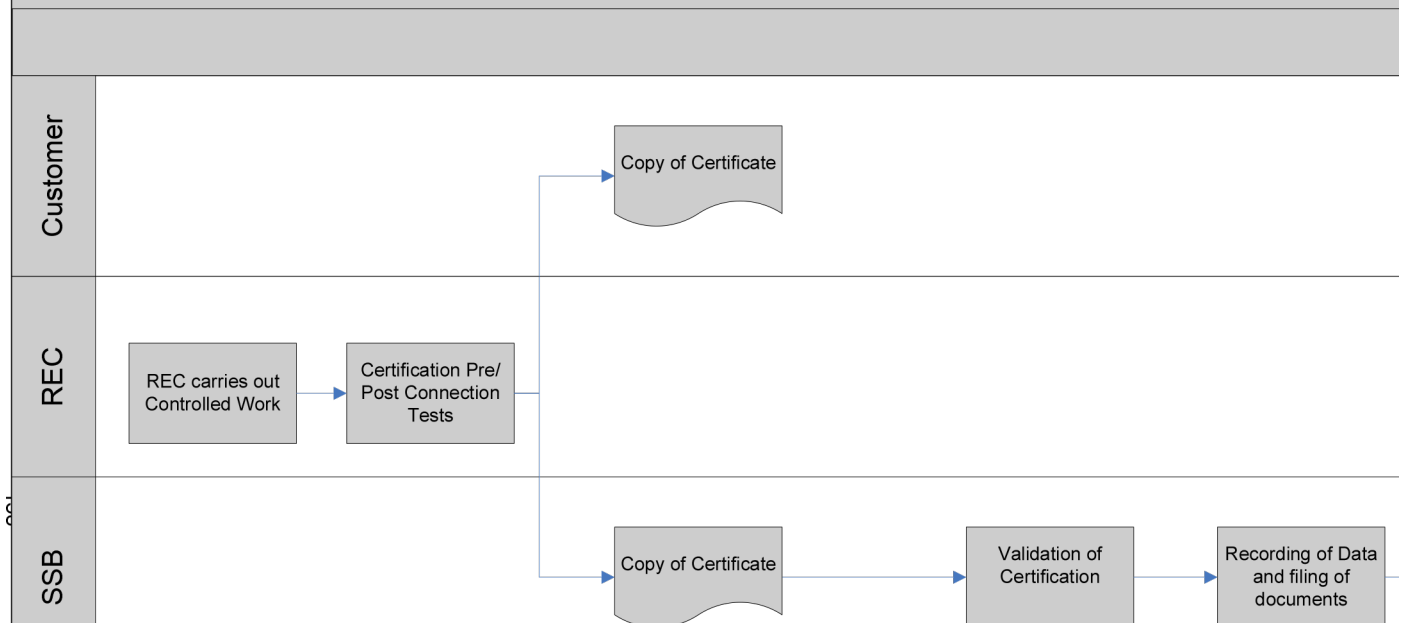 Customer
Copy of Certificate
REC
REC carries out
Controlled Work
Certification Pre/
Post Connection
Tests
SSB
Copy of Certificate
Validation of
Certification
Recording of Data
and filing of
documents